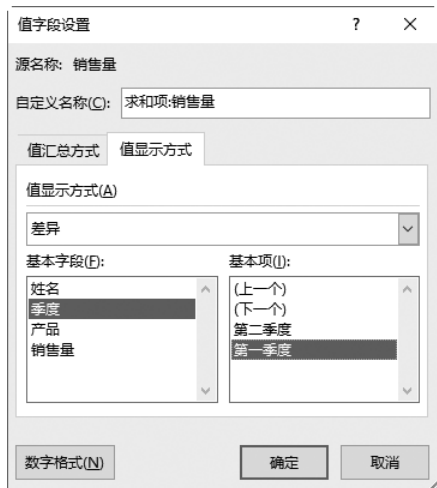 值字段设置 ? ×
源名称: 销售量
自定义名称(C): 求和项:销售量
值汇总方式 值显示方式
值显示方式(A)
差异
基本字段(F): 基本项(I):
姓名 (上一个)
季度 (下一个)
产品 第二季度
销售量 第一季度
数字格式(N) 确定 取消